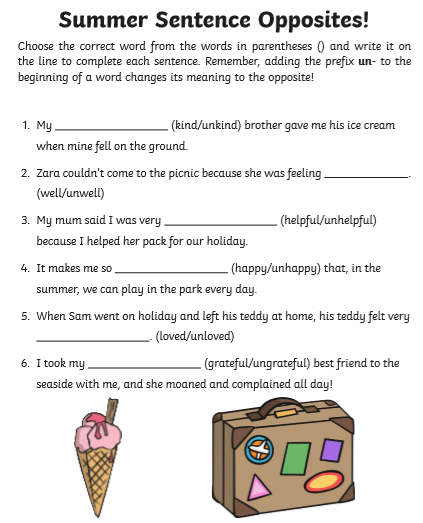 Summer Sentence Opposites!
Choose the correct word from the words in parentheses () and write it on
the line to complete each sentence. Remember, adding the prefix un- to the
beginning of a word changes its meaning to the opposite!
1. My ____________________ (kind/unkind) brother gave me his ice cream
when mine fell on the ground.
2. Zara couldn't come to the picnic because she was feeling _______________.
(well/unwell)
3. My mum said I was very ____________________ (helpful/unhelpful)
because I helped her pack for our holiday.
4. It makes me so ____________________ (happy/unhappy) that, in the
summer, we can play in the park every day.
5. When Sam went on holiday and left his teddy at home, his teddy felt very
____________________. (loved/unloved)
6. I took my ____________________ (grateful/ungrateful) best friend to the
seaside with me, and she moaned and complained all day!